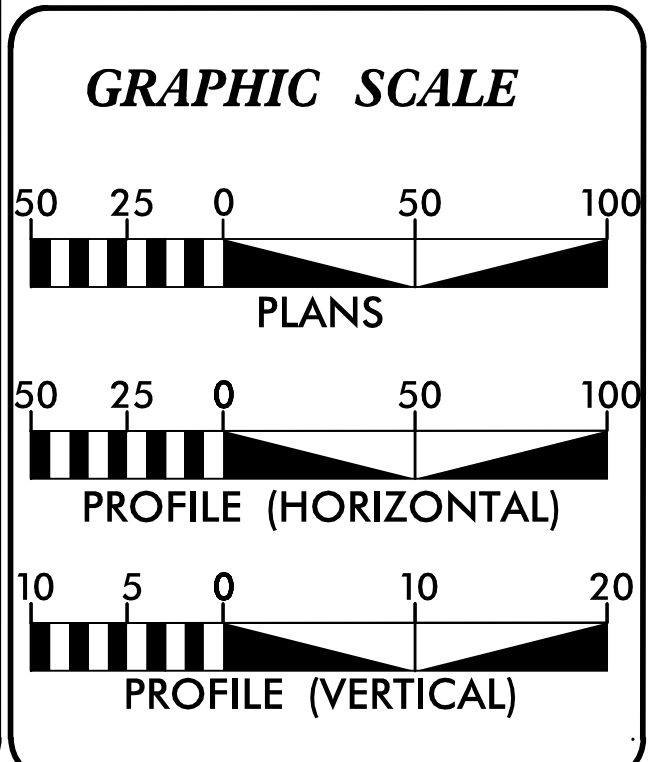 GRAPHIC SCALE
50 25 0 50 100
PLANS
50 25 0 50 100
PROFILE (HORIZONTAL)
10 5 0 10 20
PROFILE (VERTICAL)